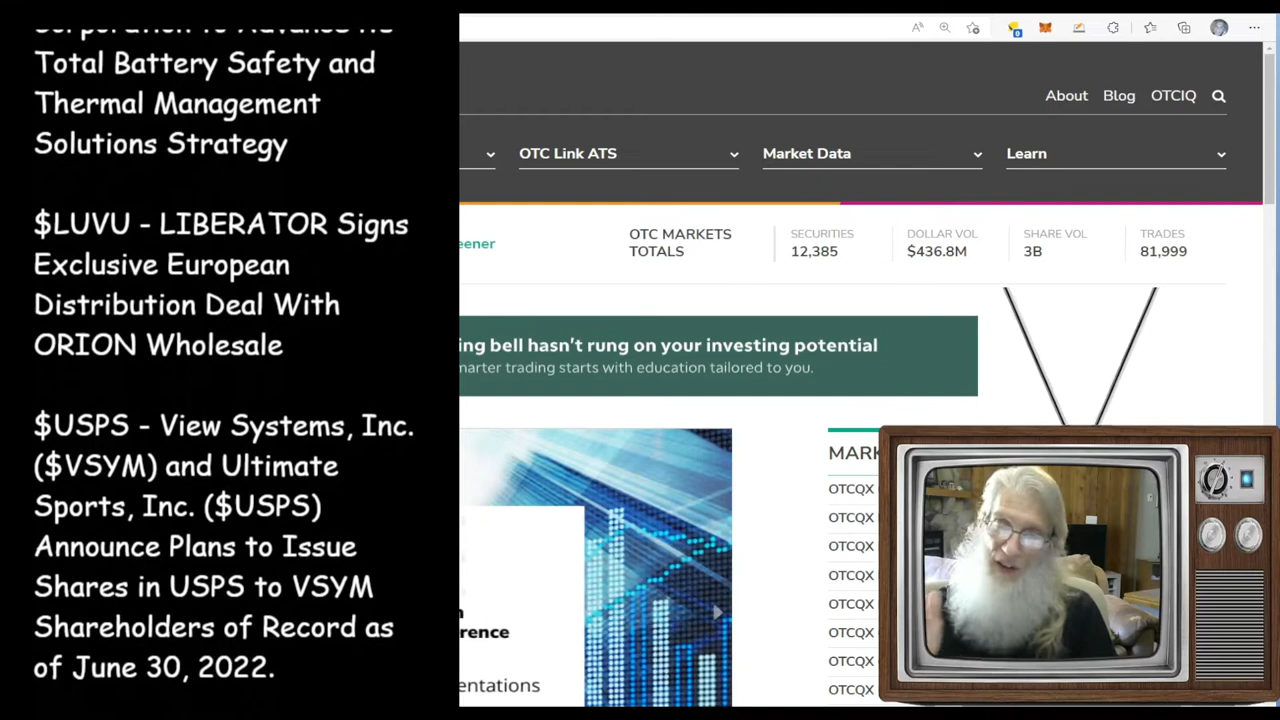 Total Battery Safety and
Thermal Management
Solutions Strategy
$LUVU - LIBERATOR Signs
Exclusive European
Distribution Deal With
ORION Wholesale
$USPS - View Systems, Inc.
($VSYM) and Ultimate
Sports, Inc. ($USPS)
Announce Plans to Issue
Shares in USPS to VSYM
Shareholders of Record as
of June 30, 2022.
About Blog OTCIQ
OTC Link ATS Market Data Learn
eener
OTC MARKETS
TOTALS
SECURITIES
12,385
DOLLAR VOL
$436.8M
SHARE VOL
3B
TRADES
81,999
ing bell hasn't rung on your investing potential
marter trading starts with education tailored to you.
rence
entations
MARK
OTCQX
OTCQX
OTCQX
OTCQX
OTCQX
OTCQX
OTCQX
OTCQX